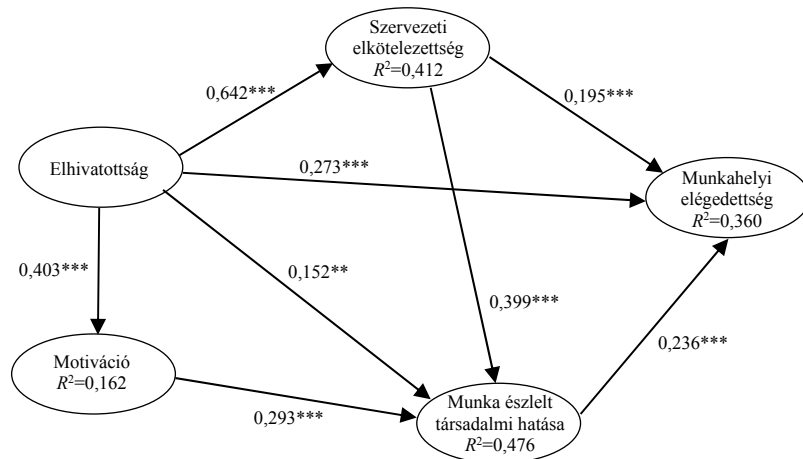 Szervezeti
elkötelezettség
R²=0,412
0,642***
0,195***
Elhivatottság
0,273***
Munkahelyi
elégedettség
R²=0,360
0,403***
0,152**
0,399***
0,236***
Motiváció
R²=0,162
0,293***
Munka észlelt
társadalmi hatása
R²=0,476